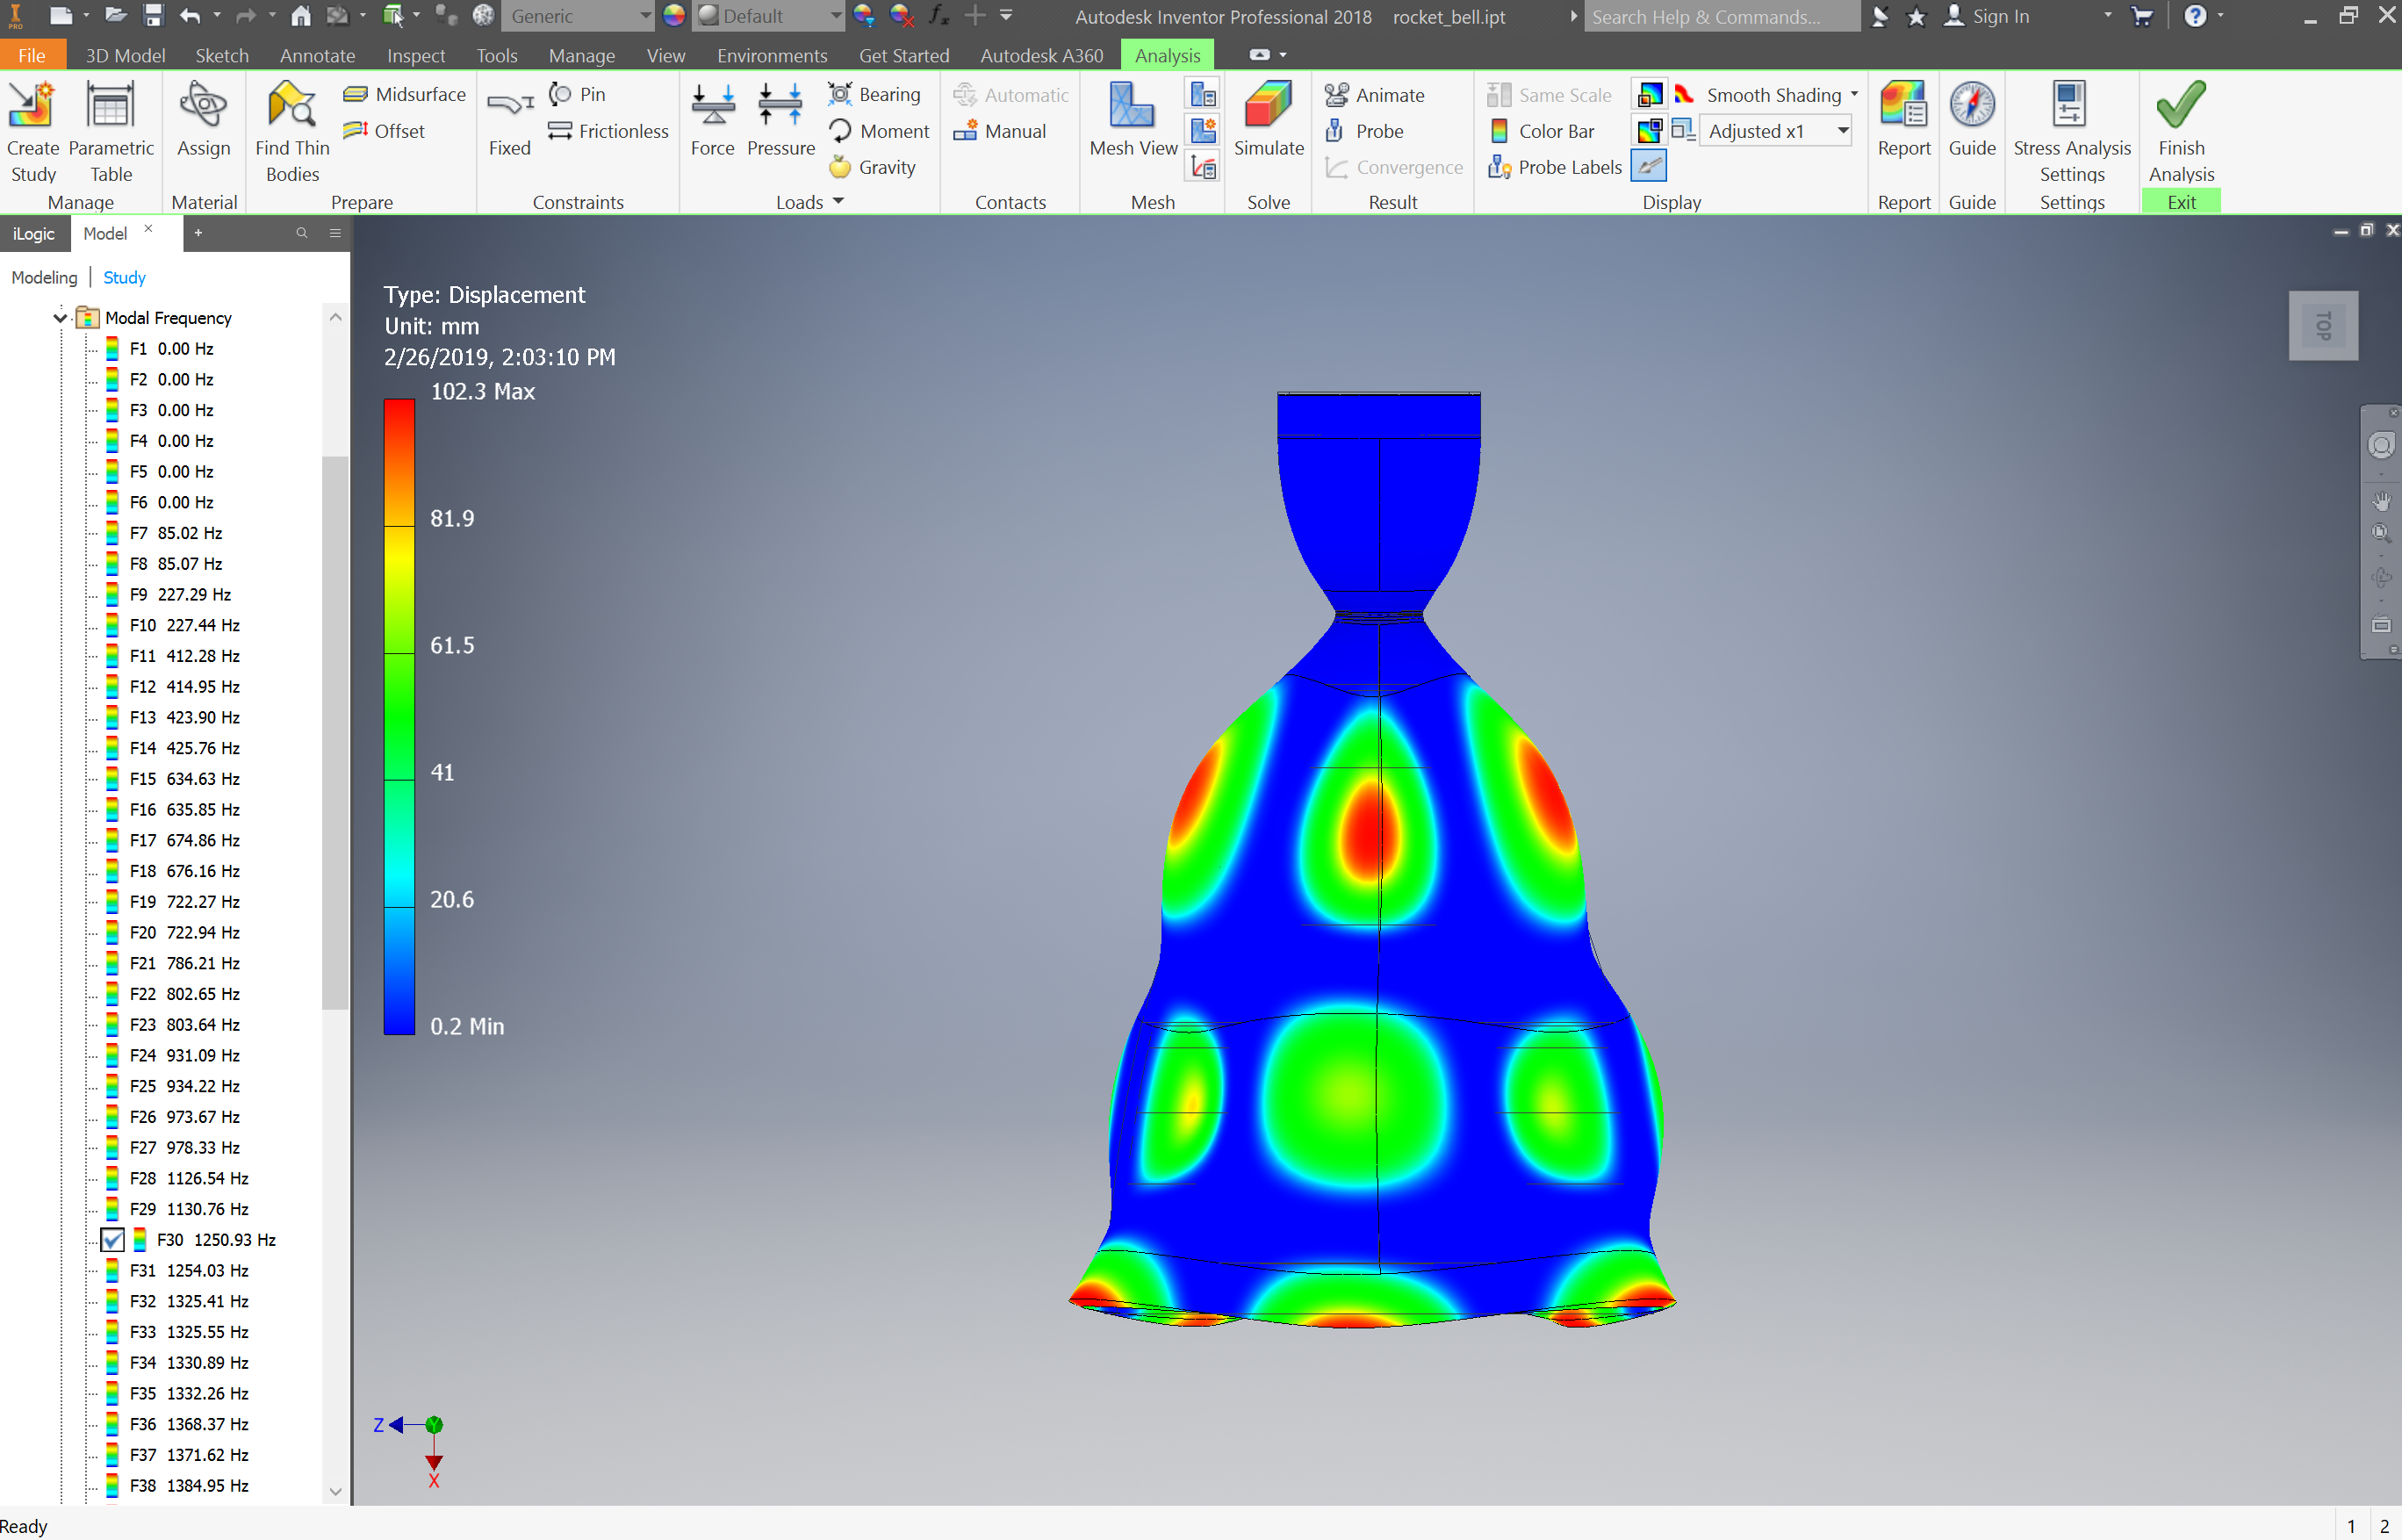 PRO
Generic
Default
Autodesk Inventor Professional 2018 rocket_bell.ipt
Search Help & Commands...
Sign In
File 3D Model Sketch Annotate Inspect Tools Manage View Environments Get Started Autodesk A360 Analysis
Create Study
Parametric Table
Manage
Assign
Material
Find Thin Bodies
Midsurface
Offset
Prepare
Fixed
Pin
Frictionless
Constraints
Force
Pressure
Bearing
Moment
Gravity
Loads
Automatic
Manual
Contacts
Mesh View
Mesh
Simulate
Solve
Animate
Probe
Convergence
Result
Same Scale
Color Bar
Probe Labels
Smooth Shading
Adjusted x1
Display
Report
Report
Guide
Guide
Stress Analysis Settings
Settings
Finish Analysis
Exit
iLogic
Model
Modeling | Study
Modal Frequency
F1 0.00 Hz
F2 0.00 Hz
F3 0.00 Hz
F4 0.00 Hz
F5 0.00 Hz
F6 0.00 Hz
F7 85.02 Hz
F8 85.07 Hz
F9 227.29 Hz
F10 227.44 Hz
F11 412.28 Hz
F12 414.95 Hz
F13 423.90 Hz
F14 425.76 Hz
F15 634.63 Hz
F16 635.85 Hz
F17 674.86 Hz
F18 676.16 Hz
F19 722.27 Hz
F20 722.94 Hz
F21 786.21 Hz
F22 802.65 Hz
F23 803.64 Hz
F24 931.09 Hz
F25 934.22 Hz
F26 973.67 Hz
F27 978.33 Hz
F28 1126.54 Hz
F29 1130.76 Hz
F30 1250.93 Hz
F31 1254.03 Hz
F32 1325.41 Hz
F33 1325.55 Hz
F34 1330.89 Hz
F35 1332.26 Hz
F36 1368.37 Hz
F37 1371.62 Hz
F38 1384.95 Hz
Type: Displacement
Unit: mm
2/26/2019, 2:03:10 PM
102.3 Max
81.9
61.5
41
20.6
0.2 Min
TOP
Z
Y
X
Ready
1 2